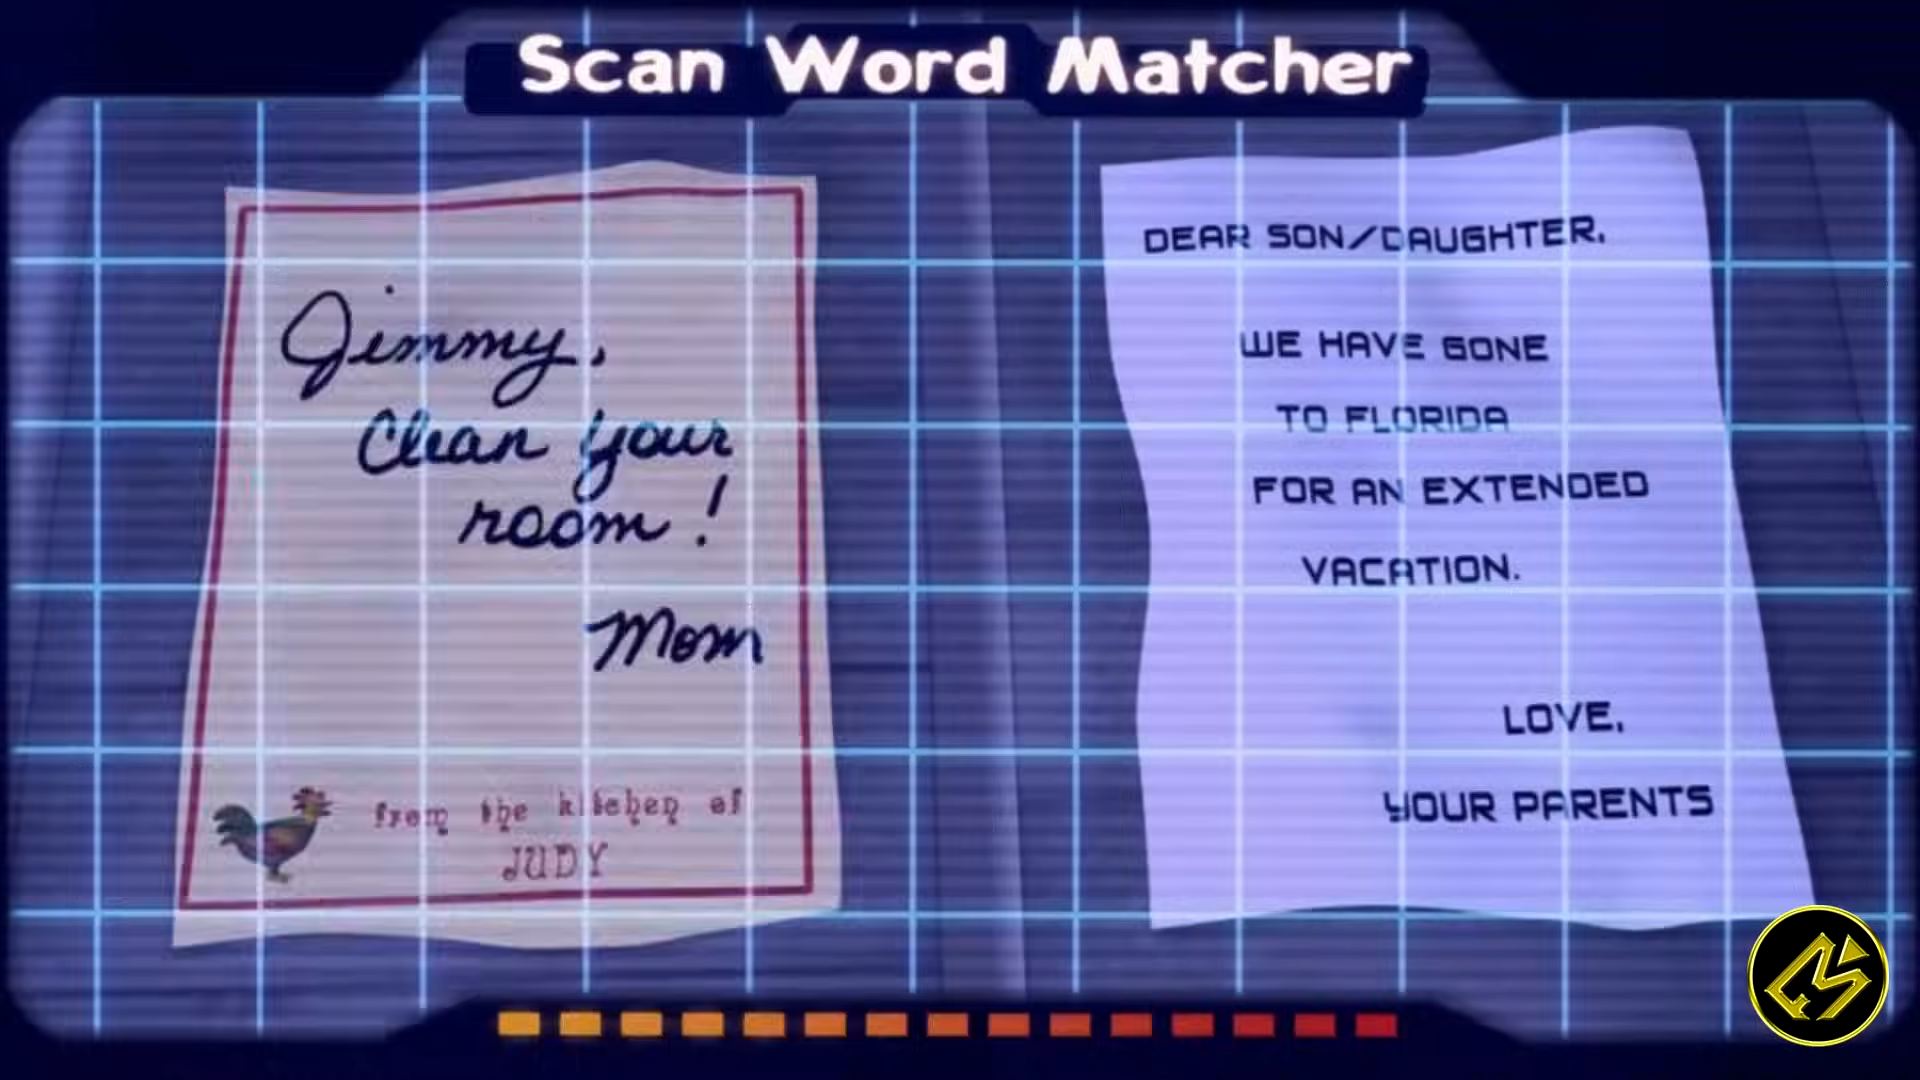 Scan Word Matcher
Jimmy,
Clean your
room!
Mom
from the kitchen of
JUDY
DEAR SON/DAUGHTER,
WE HAVE GONE
TO FLORIDA
FOR AN EXTENDED
VACATION.
LOVE,
YOUR PARENTS